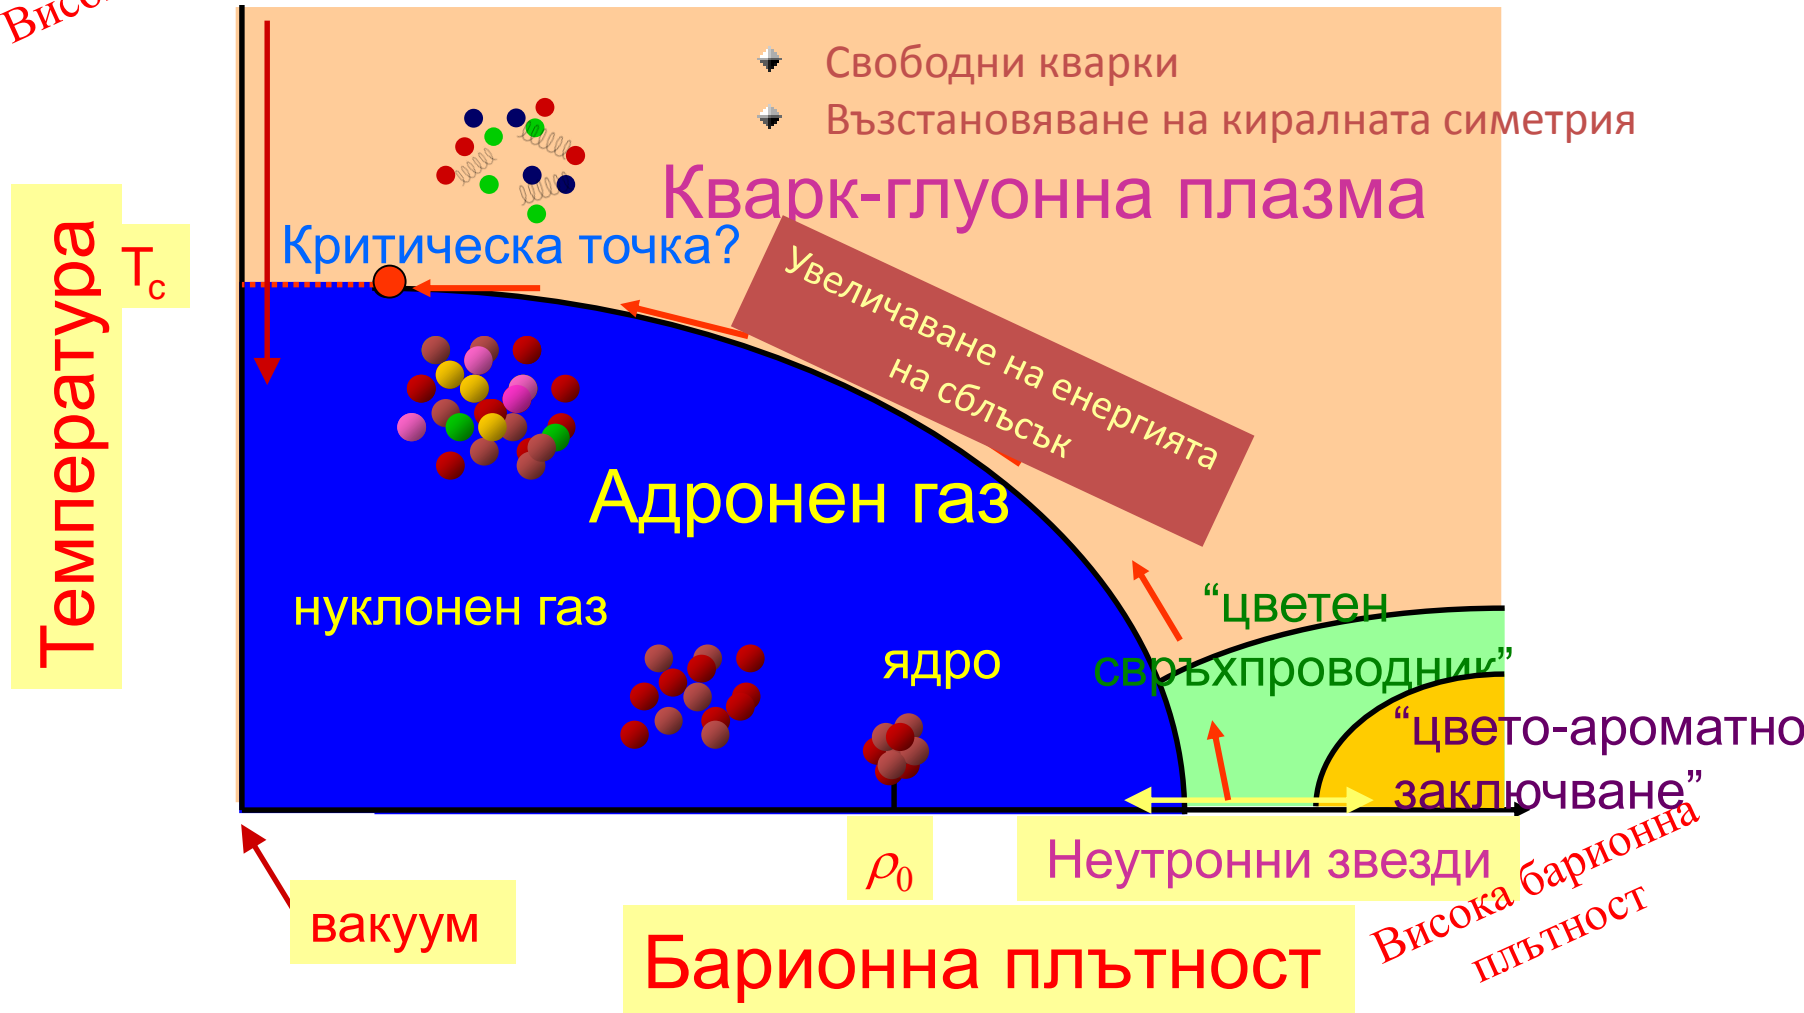 Свободни кварки
Възстановяване на киралната симетрия
Кварк-глуонна плазма
Критическа точка?
Температура
Tc
Увеличаване на енергията
на сблъсък
Адронен газ
нуклонен газ
ядро
“цветен
свръхпроводник”
“цвето-ароматно
заключване”
ρ0
Неутронни звезди
вакуум
Барионна плътност
Висока барионна
плътност